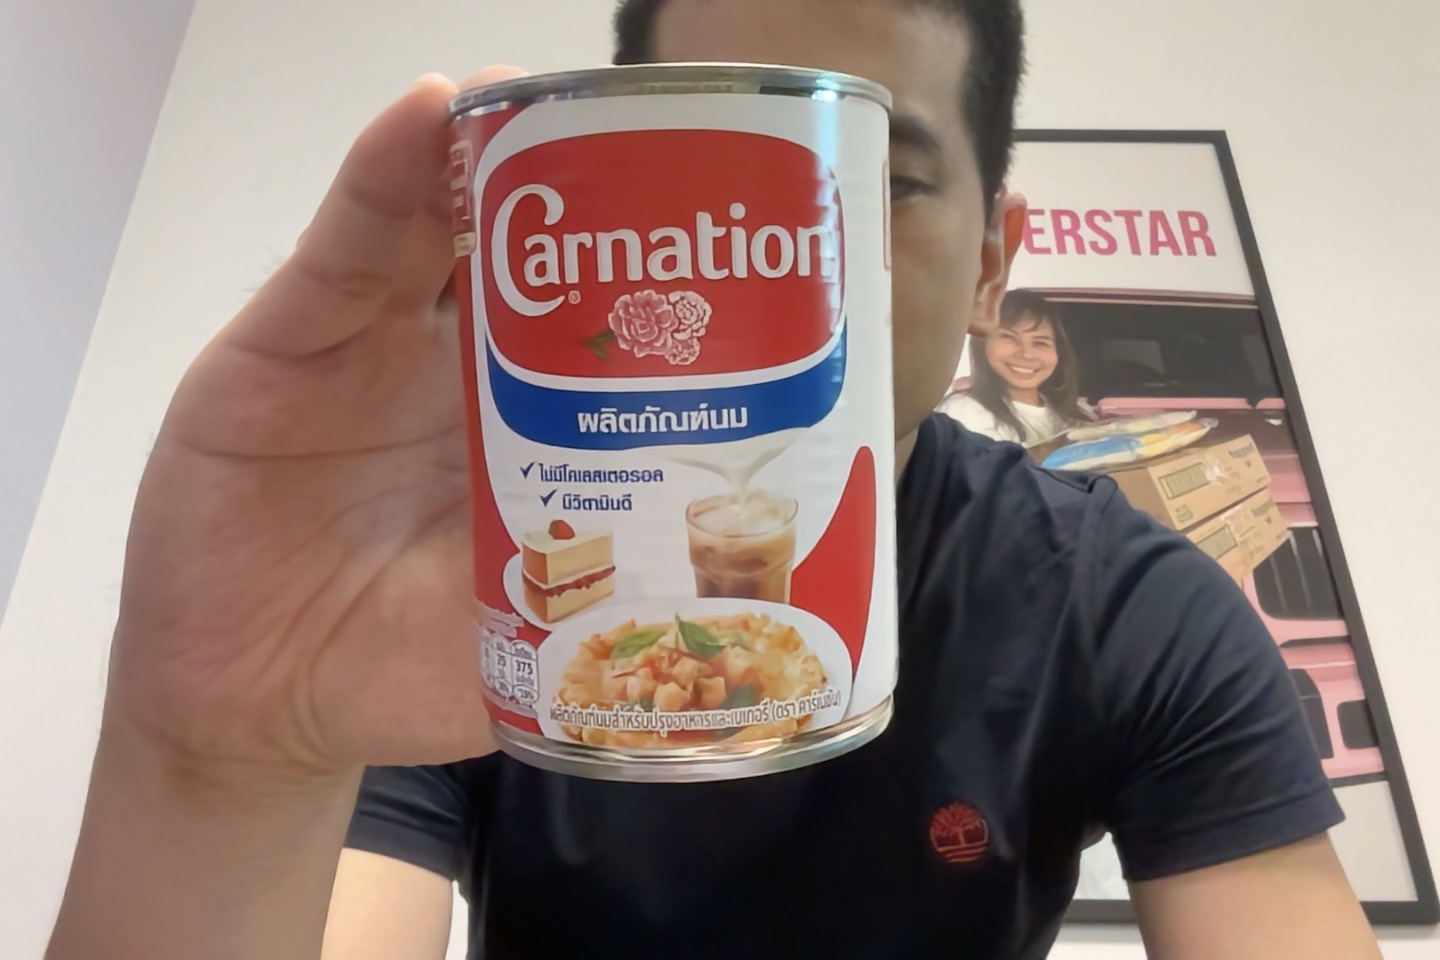 Carnation
®
ผลิตภัณฑ์นม
ไม่มีโคเลสเตอรอล
มีวิตามินดี
25
375
ผลิตภัณฑ์นมสำหรับปรุงอาหารและเบเกอรี่ (ตรา คาร์เนชัน)
ERSTAR